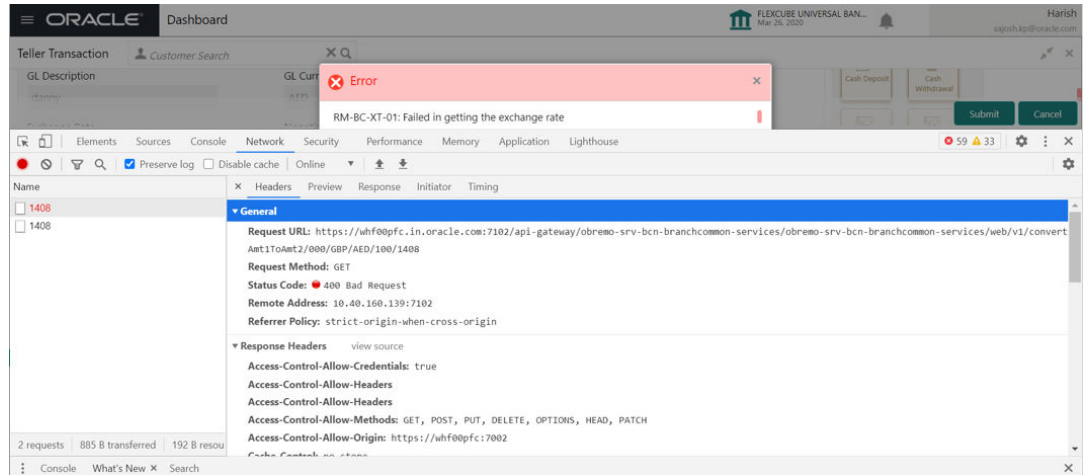 ORACLE Dashboard FLEXCUBE UNIVERSAL BAN... Harish
Mar 26, 2020 sajosh.kp@oracle.com
Teller Transaction Customer Search
GL Description GL Curr Error Cash Deposit Cash Withdrawal
danny AED
RM-BC-XT-01: Failed in getting the exchange rate Submit Cancel
Elements Sources Console Network Security Performance Memory Application Lighthouse 59 33
Preserve log Disable cache Online
Name Headers Preview Response Initiator Timing
1408
1408
General
Request URL: https://whf00pfc.in.oracle.com:7102/api-gateway/obremo-srv-bcn-branchcommon-services/obremo-srv-bcn-branchcommon-services/web/v1/convert
Amt1ToAmt2/000/GBP/AED/100/1408
Request Method: GET
Status Code: 400 Bad Request
Remote Address: 10.40.160.139:7102
Referrer Policy: strict-origin-when-cross-origin
Response Headers view source
Access-Control-Allow-Credentials: true
Access-Control-Allow-Headers
Access-Control-Allow-Headers
Access-Control-Allow-Methods: GET, POST, PUT, DELETE, OPTIONS, HEAD, PATCH
Access-Control-Allow-Origin: https://whf00pfc:7002
2 requests 885 B transferred 192 B resou
Console What's New Search